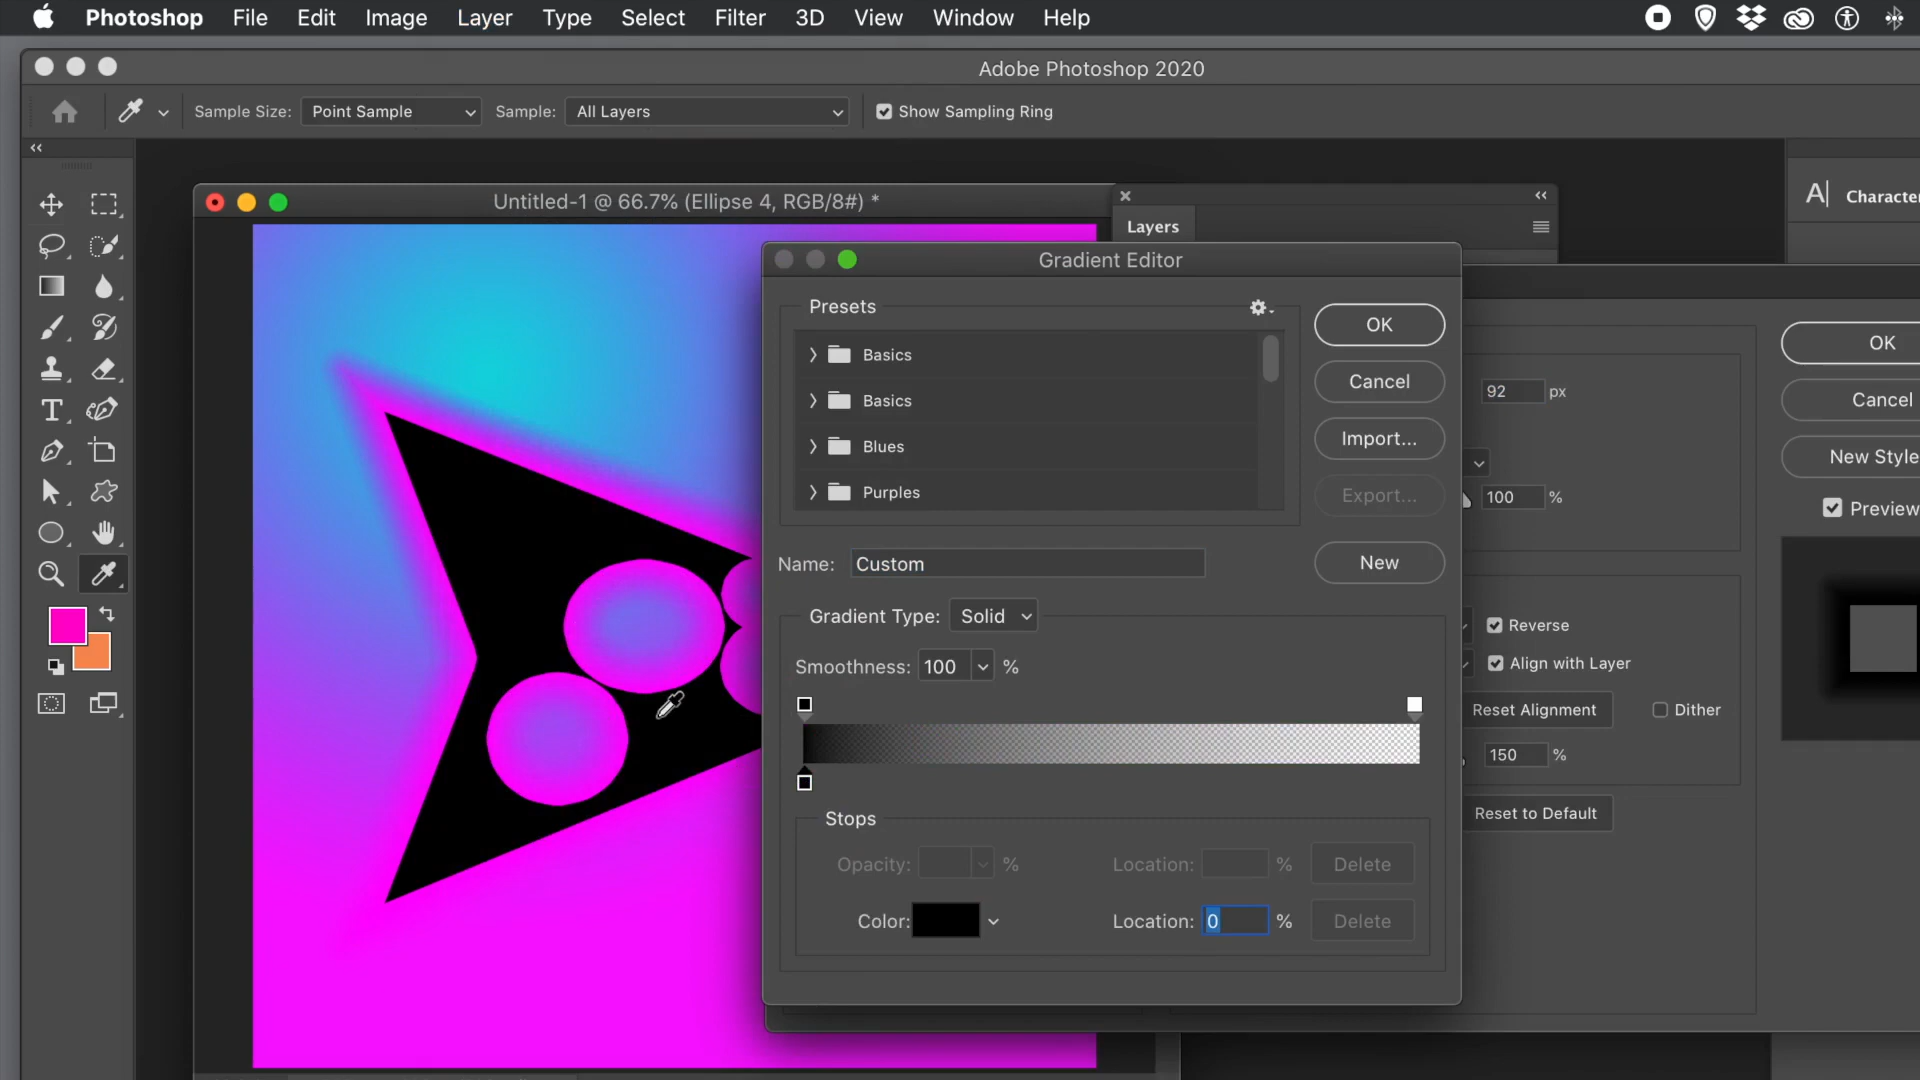 Photoshop File Edit Image Layer Type Select Filter 3D View Window Help
Adobe Photoshop 2020
Sample Size: Point Sample Sample: All Layers Show Sampling Ring
Untitled-1 @ 66.7% (Ellipse 4, RGB/8#) *
Layers
Gradient Editor
Presets
Basics
Basics
Blues
Purples
OK
Cancel
Import...
Export...
Name: Custom
New
Gradient Type: Solid
Smoothness: 100 %
Stops
Opacity: % Location: % Delete
Color: Location: 0 % Delete
92 px
100 %
Reverse
Align with Layer
Reset Alignment Dither
150 %
Reset to Default
A| Character
OK
Cancel
New Style
Preview